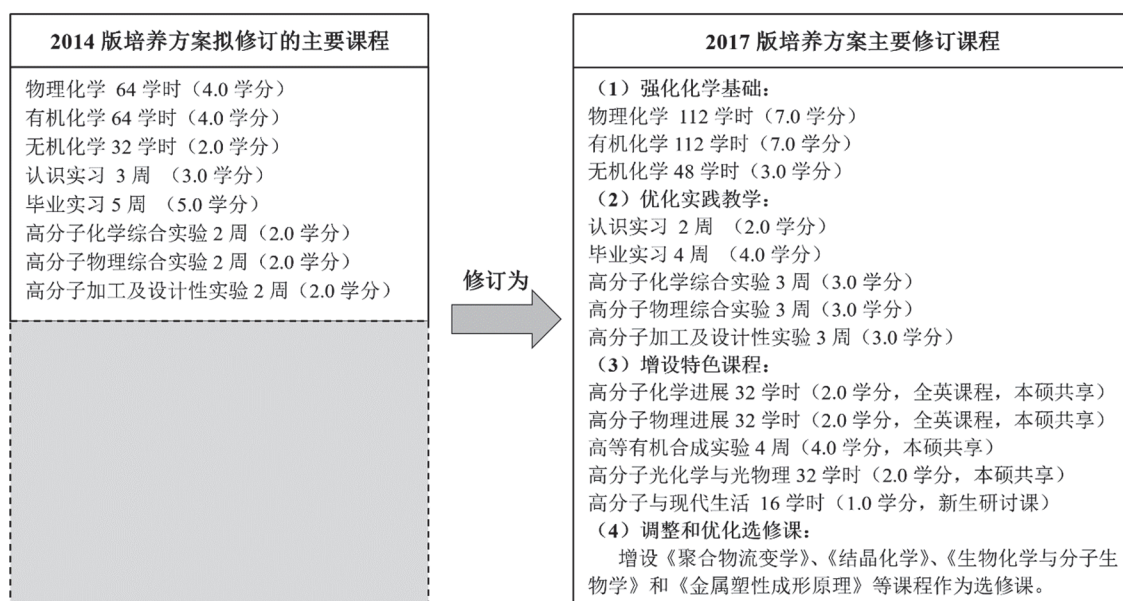 2014 版培养方案拟修订的主要课程
物理化学 64 学时（4.0 学分）
有机化学 64 学时（4.0 学分）
无机化学 32 学时（2.0 学分）
认识实习 3 周 （3.0 学分）
毕业实习 5 周 （5.0 学分）
高分子化学综合实验 2 周（2.0 学分）
高分子物理综合实验 2 周（2.0 学分）
高分子加工及设计性实验 2 周（2.0 学分）
修订为
2017 版培养方案主要修订课程
（1）强化化学基础：
物理化学 112 学时（7.0 学分）
有机化学 112 学时（7.0 学分）
无机化学 48 学时（3.0 学分）
（2）优化实践教学：
认识实习 2 周 （2.0 学分）
毕业实习 4 周 （4.0 学分）
高分子化学综合实验 3 周（3.0 学分）
高分子物理综合实验 3 周（3.0 学分）
高分子加工及设计性实验 3 周（3.0 学分）
（3）增设特色课程：
高分子化学进展 32 学时（2.0 学分，全英课程，本硕共享）
高分子物理进展 32 学时（2.0 学分，全英课程，本硕共享）
高等有机合成实验 4 周（4.0 学分，本硕共享）
高分子光化学与光物理 32 学时（2.0 学分，本硕共享）
高分子与现代生活 16 学时（1.0 学分，新生研讨课）
（4）调整和优化选修课：
增设《聚合物流变学》、《结晶化学》、《生物化学与分子生
物学》和《金属塑性成形原理》等课程作为选修课。